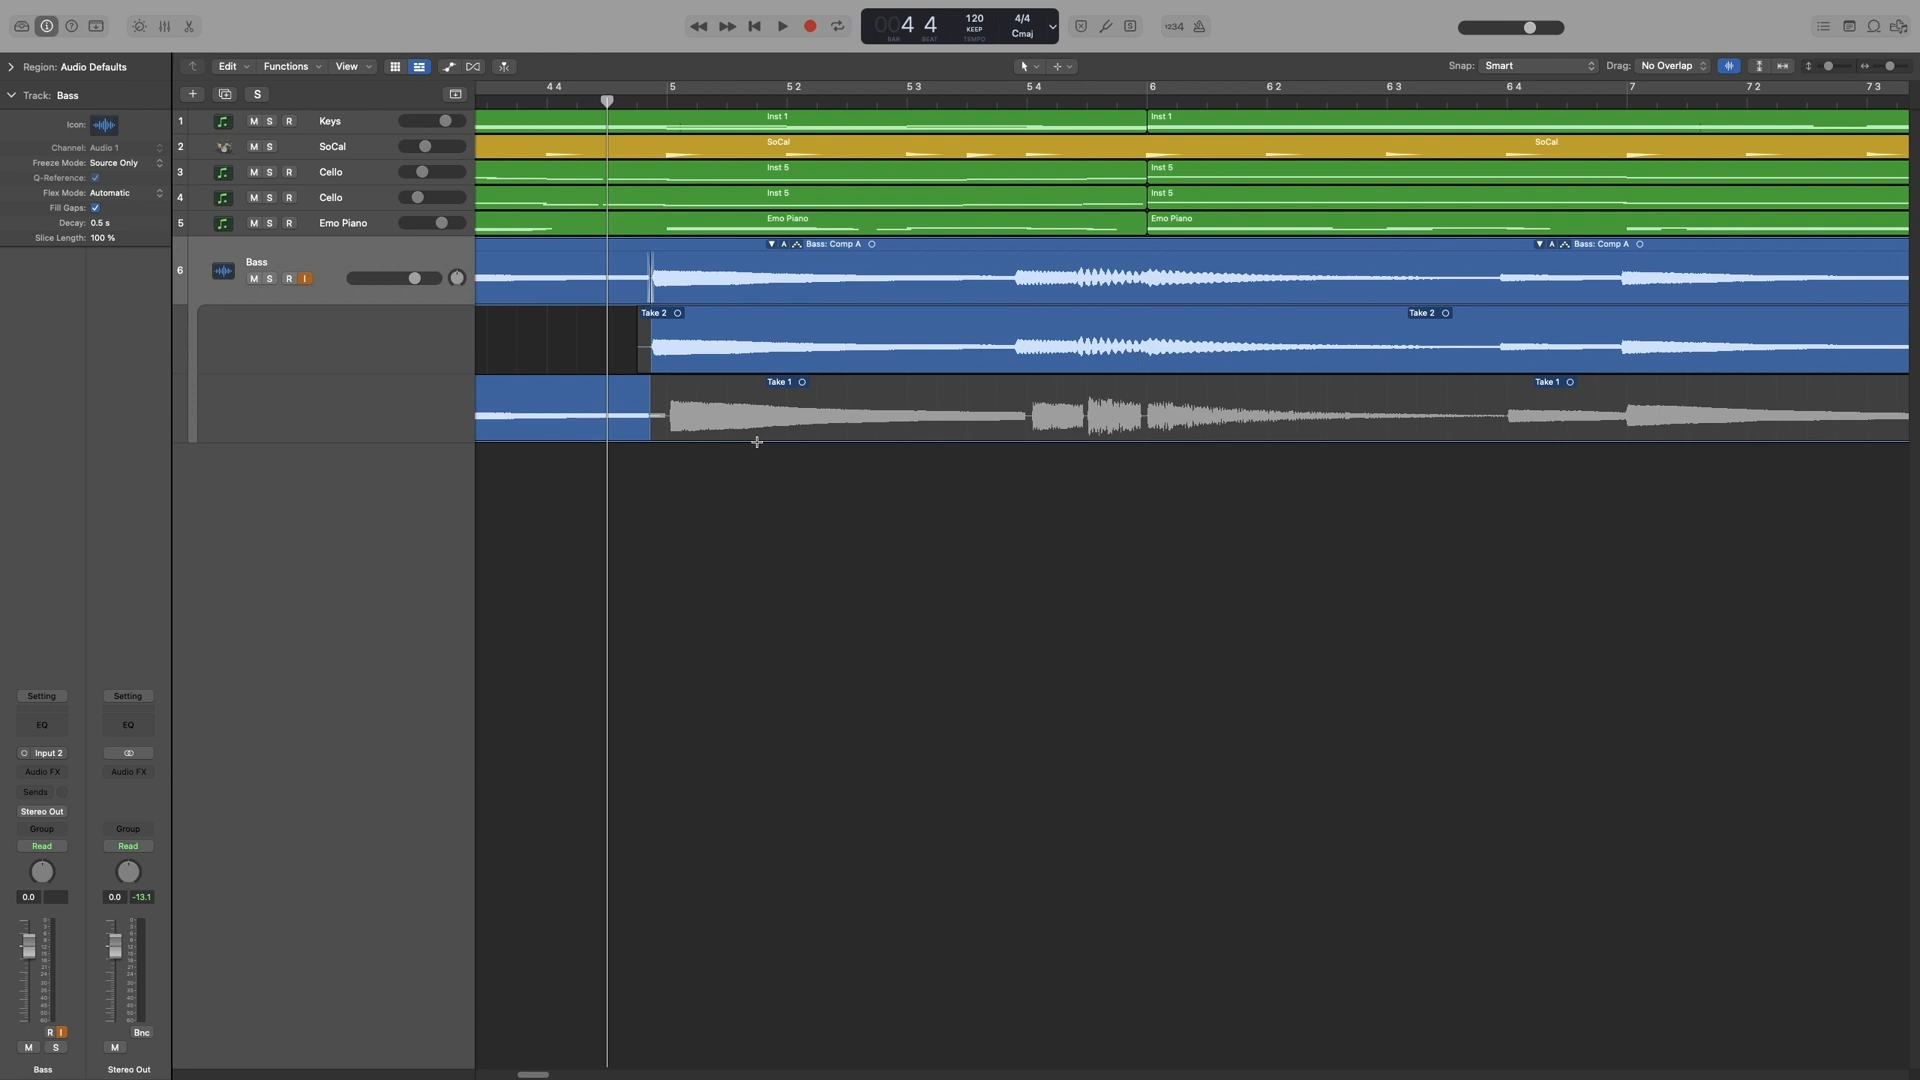 004 4
BAR BEAT
120
KEEP
TEMPO
4/4
Cmaj
1234
Region: Audio Defaults
Edit
Functions
View
Snap: Smart
Drag: No Overlap
Track: Bass
S
4 4
5
5 2
5 3
5 4
6
6 2
6 3
6 4
7
7 2
7 3
Icon:
Channel: Audio 1
Freeze Mode: Source Only
Q-Reference:
Flex Mode: Automatic
Fill Gaps:
Decay: 0.5 s
Slice Length: 100 %
1 M S R Keys
Inst 1
Inst 1
2 M S SoCal
SoCal
SoCal
3 M S R Cello
Inst 5
Inst 5
4 M S R Cello
Inst 5
Inst 5
5 M S R Emo Piano
Emo Piano
Emo Piano
6 Bass
M S R I
A Bass: Comp A
A Bass: Comp A
Take 2
Take 2
Take 1
Take 1
Setting
Setting
EQ
EQ
Input 2
Audio FX
Audio FX
Sends
Stereo Out
Group
Group
Read
Read
0.0
0.0 -13.1
R I
Bnc
M S
M
Bass
Stereo Out